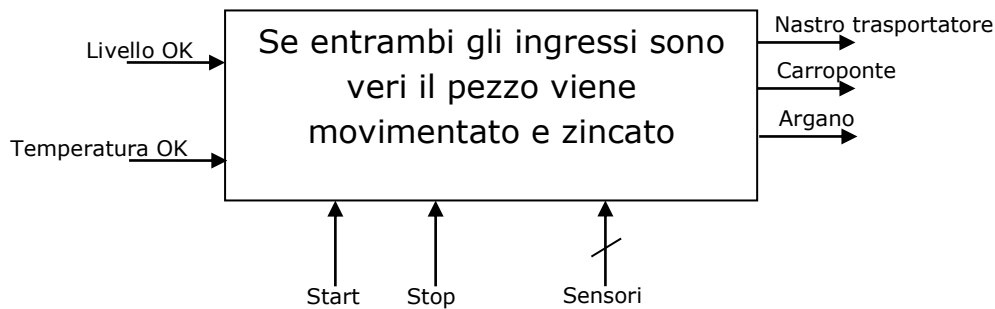 Nastro trasportatore
Livello OK
Se entrambi gli ingressi sono
veri il pezzo viene
movimentato e zincato
Carroponte
Argano
Temperatura OK
Start
Stop
Sensori